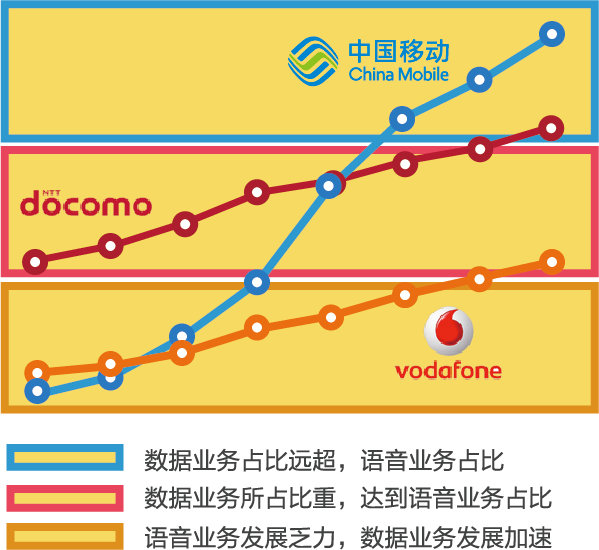 中国移动
China Mobile
NTT
döcomo
vodafone
数据业务占比远超，语音业务占比
数据业务所占比重，达到语音业务占比
语音业务发展乏力，数据业务发展加速